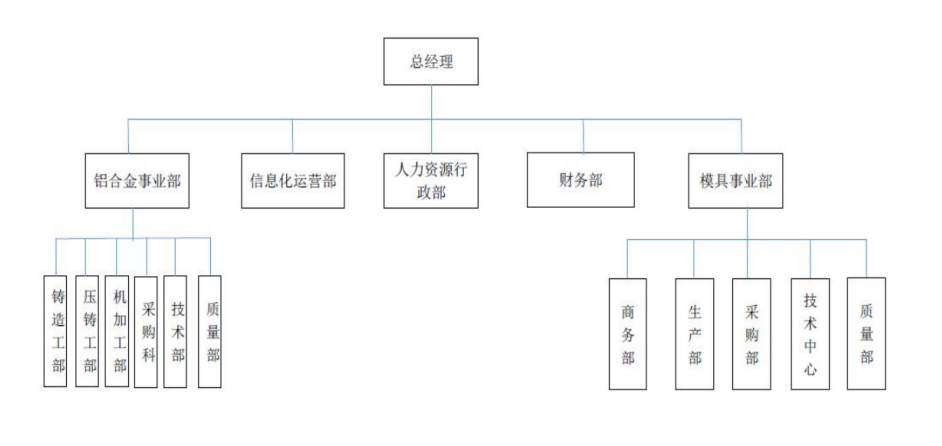 总经理
铝合金事业部
信息化运营部
人力资源行
政部
财务部
模具事业部
铸造工部
压铸工部
机加工部
采购科
技术部
质量部
商务部
生产部
采购部
技术中心
质量部